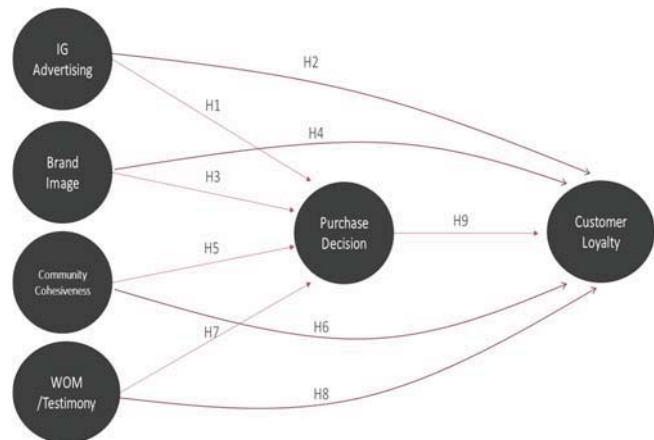 IG
Advertising
H2
H1
H4
Brand
Image
H3
Purchase
Decision
H9
Customer
Loyalty
Community
Cohesiveness
H5
H6
H7
WOM
/Testimony
H8